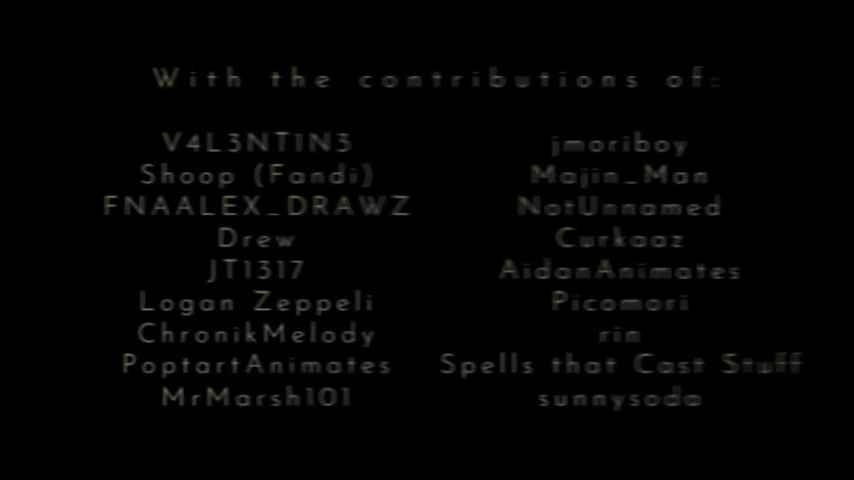 With the contributions of:
V4L3NT1N3
Shoop (Fandi)
FNAALEX_DRAWZ
Drew
JT1317
Logan Zeppeli
ChronikMelody
PoptartAnimates
MrMarsh101
jmoriboy
Majin_Man
NotUnnamed
Curkaaz
AidanAnimates
Picomori
rin
Spells that Cast Stuff
sunnysoda